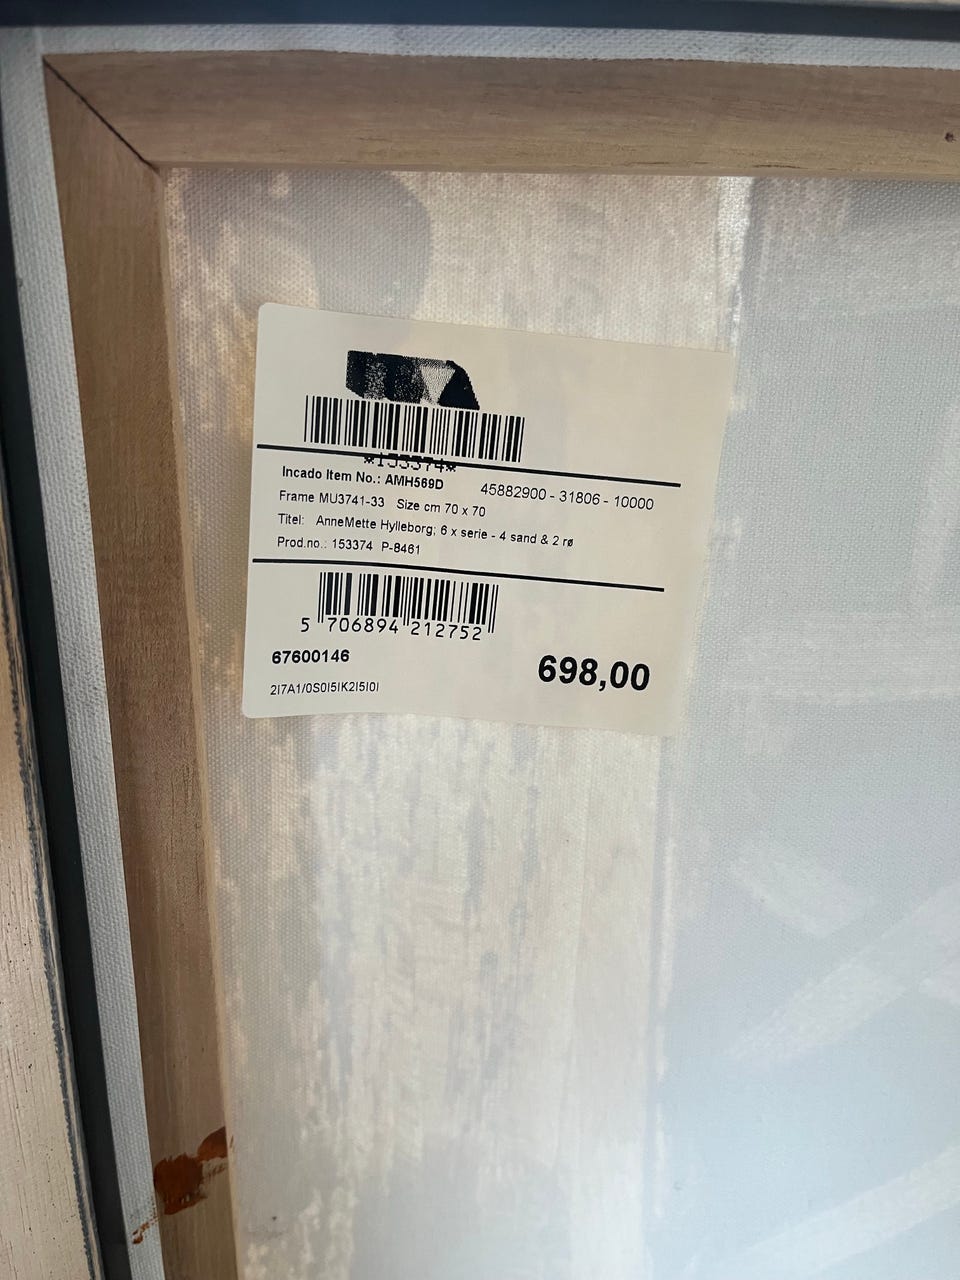 *153374*
Incado Item No.: AMH569D 45882900 - 31806 - 10000
Frame MU3741-33 Size cm 70 x 70
Titel: AnneMette Hylleborg; 6 x serie - 4 sand & 2 rø
Prod.no.: 153374 P-8461
5 706894 212752
67600146
698,00
2I7A1/0S0I5IK2I5I0I